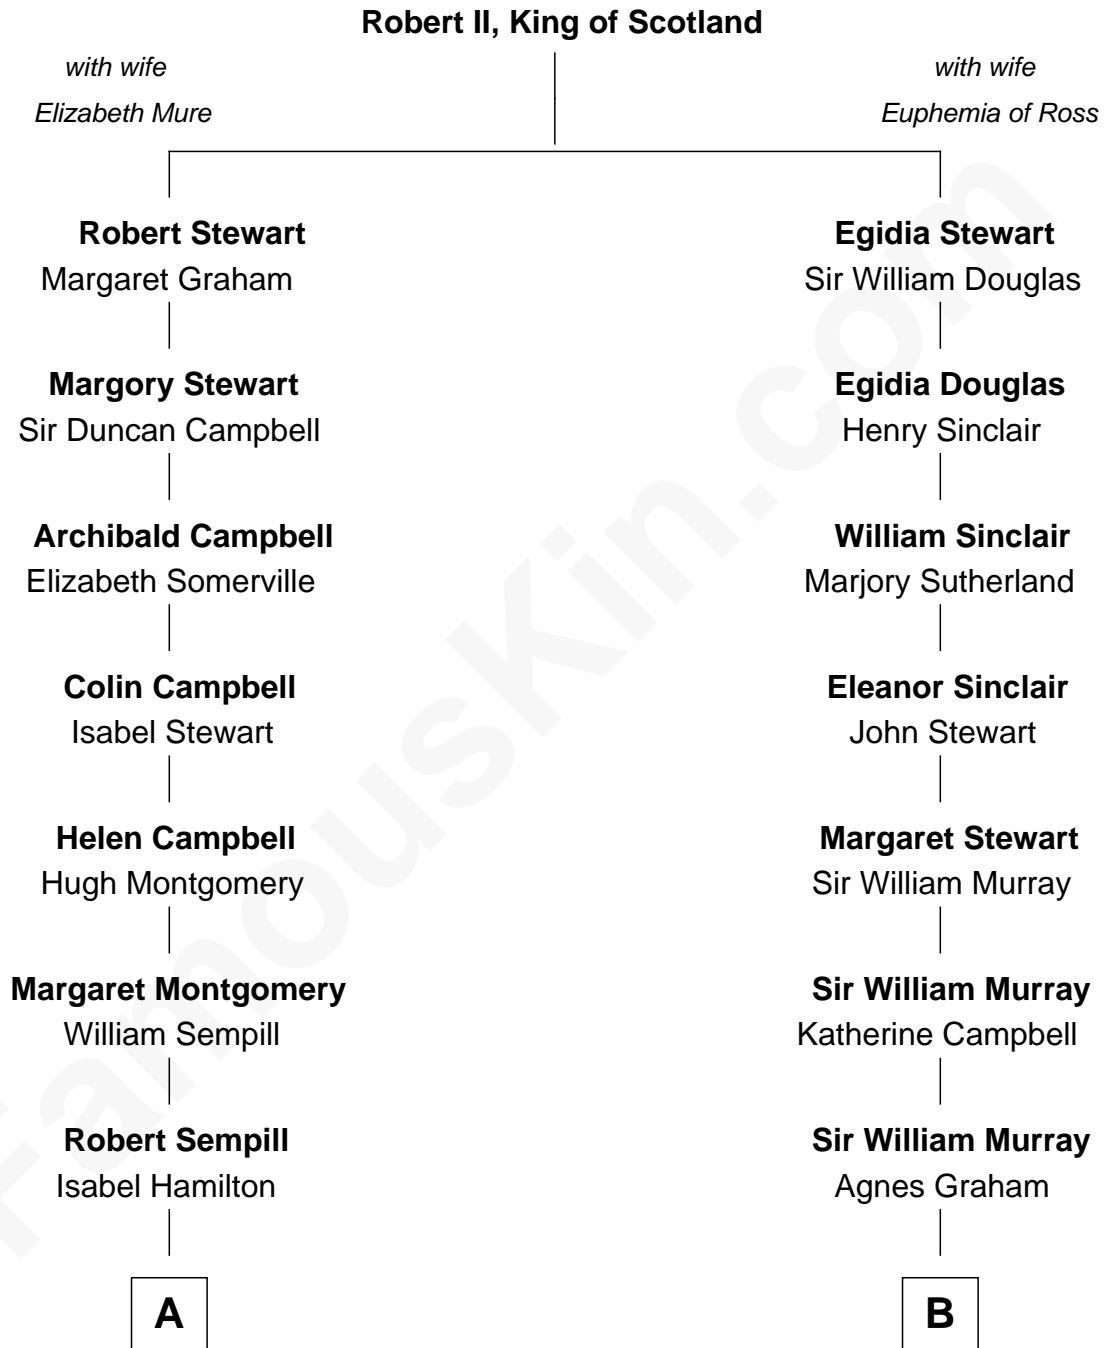 Robert II, King of Scotland
with wife
Elizabeth Mure
with wife
Euphemia of Ross
Robert Stewart
Margaret Graham
Egidia Stewart
Sir William Douglas
Margory Stewart
Sir Duncan Campbell
Egidia Douglas
Henry Sinclair
Archibald Campbell
Elizabeth Somerville
William Sinclair
Marjory Sutherland
Colin Campbell
Isabel Stewart
Eleanor Sinclair
John Stewart
Helen Campbell
Hugh Montgomery
Margaret Stewart
Sir William Murray
Margaret Montgomery
William Sempill
Sir William Murray
Katherine Campbell
Robert Sempill
Isabel Hamilton
Sir William Murray
Agnes Graham
A
B
FamousKin.com